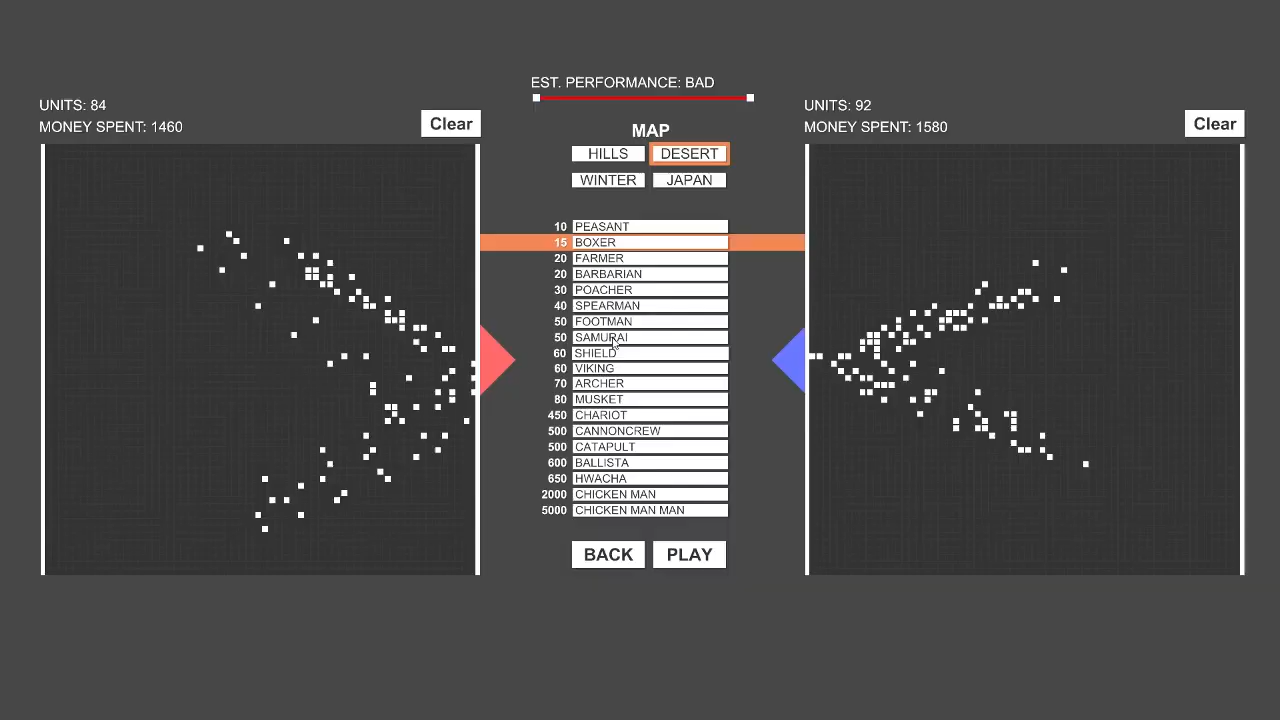 EST. PERFORMANCE: BAD
UNITS: 84
MONEY SPENT: 1460
Clear
UNITS: 92
MONEY SPENT: 1580
Clear
MAP
HILLS DESERT
WINTER JAPAN
10 PEASANT
15 BOXER
20 FARMER
20 BARBARIAN
30 POACHER
40 SPEARMAN
50 FOOTMAN
50 SAMURAI
60 SHIELD
60 VIKING
70 ARCHER
80 MUSKET
450 CHARIOT
500 CANNONCREW
500 CATAPULT
600 BALLISTA
650 HWACHA
2000 CHICKEN MAN
5000 CHICKEN MAN MAN
BACK PLAY